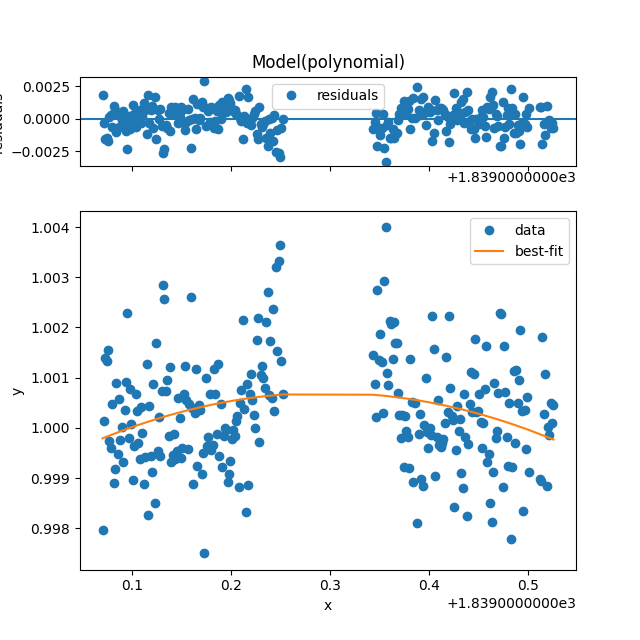 Model(polynomial)
residuals
0.0025
0.0000
−0.0025
residuals
+1.8390000000e3
1.004
1.003
1.002
1.001
1.000
0.999
0.998
y
data
best-fit
0.1 0.2 0.3 0.4 0.5
x
+1.8390000000e3